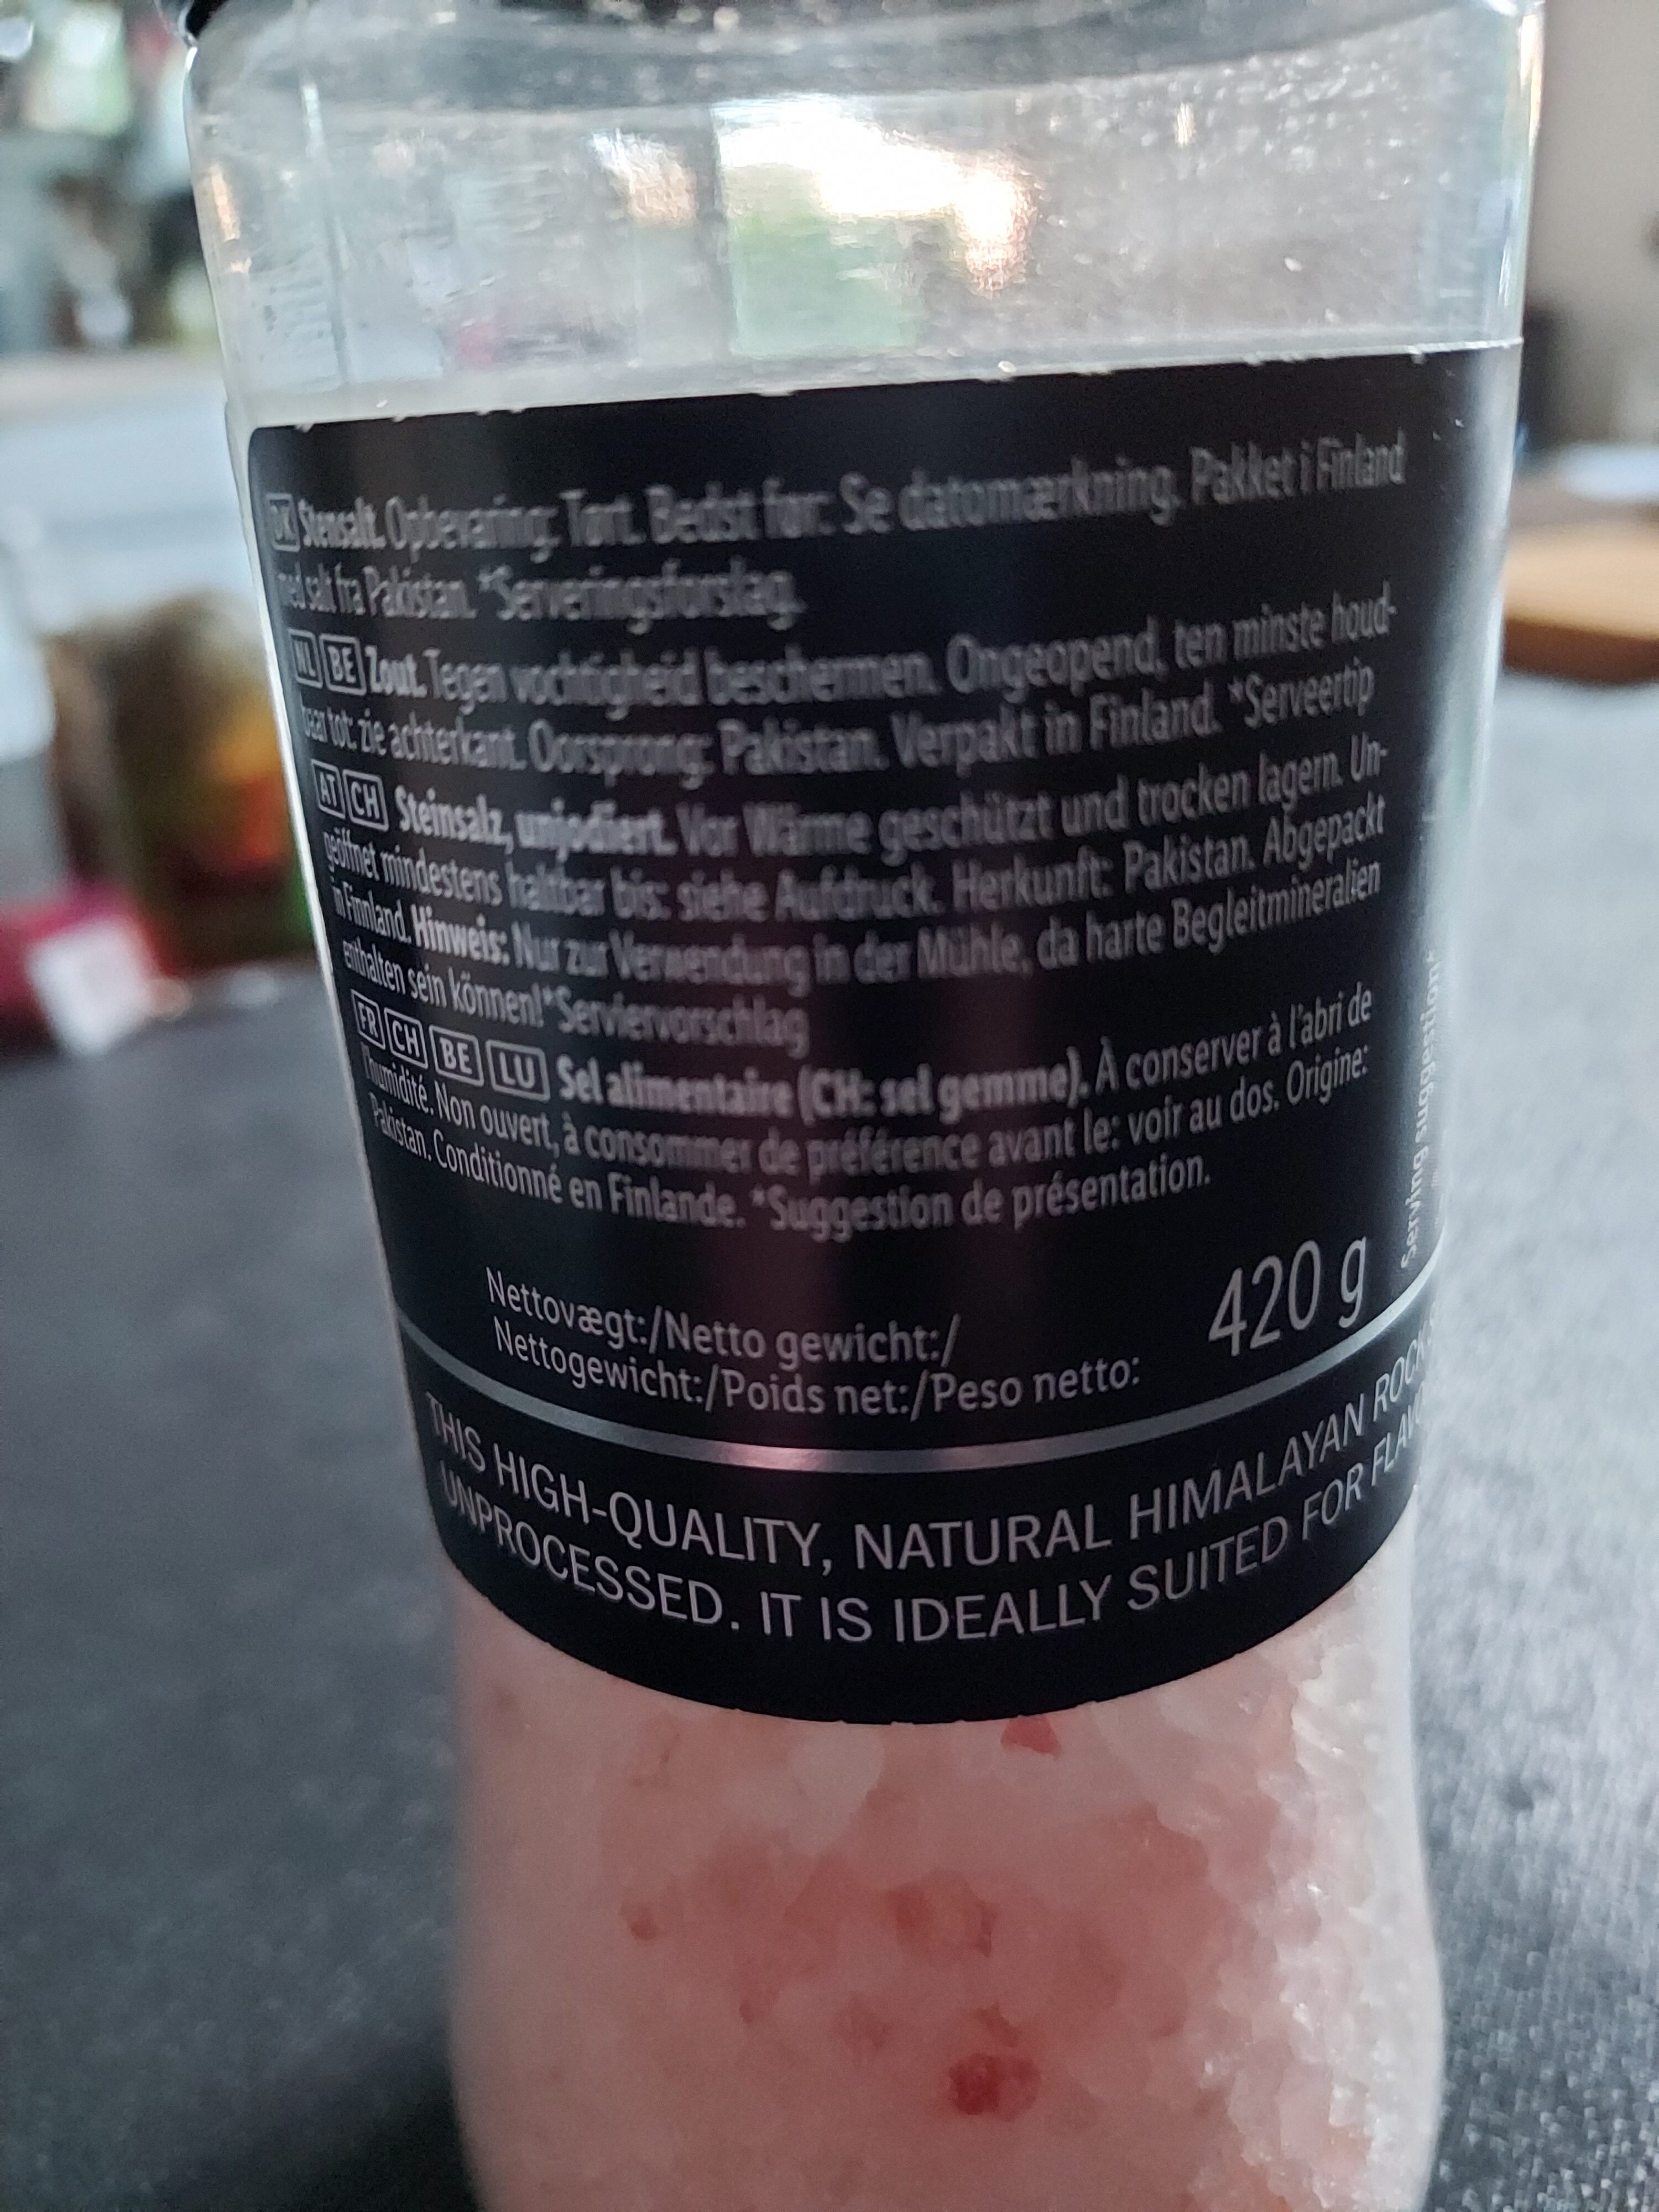 DK Stensalt. Opbevaring: Tørt. Bedst før: Se datomærkning. Pakket i Finland
med salt fra Pakistan. *Serveringsforslag.
NL BE Zout. Tegen vochtigheid beschermen. Ongeopend, ten minste houd-
baar tot: zie achterkant. Oorsprong: Pakistan. Verpakt in Finland. *Serveertip
AT CH Steinsalz, unjodiert. Vor Wärme geschützt und trocken lagern. Un-
geöffnet mindestens haltbar bis: siehe Aufdruck. Herkunft: Pakistan. Abgepackt
in Finnland. Hinweis: Nur zur Verwendung in der Mühle, da harte Begleitmineralien
enthalten sein können!*Serviervorschlag
FR CH BE LU Sel alimentaire (CH: sel gemme). À conserver à l'abri de
l'humidité. Non ouvert, à consommer de préférence avant le: voir au dos. Origine:
Pakistan. Conditionné en Finlande. *Suggestion de présentation.
Serving suggestion*
Nettovægt:/Netto gewicht:/
Nettogewicht:/Poids net:/Peso netto:
420 g
THIS HIGH-QUALITY, NATURAL HIMALAYAN ROCK
UNPROCESSED. IT IS IDEALLY SUITED FOR